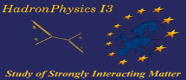 HadronPhysics I3
Study of Strongly Interacting Matter